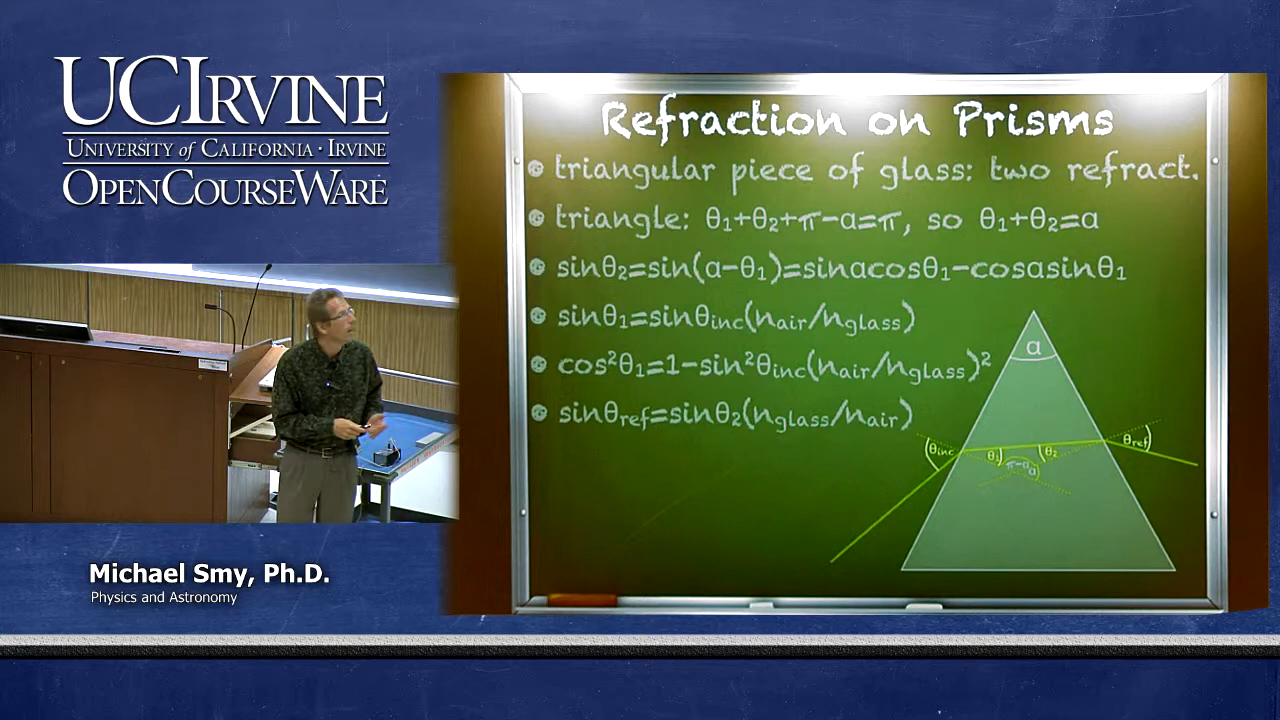 UCIRVINE
UNIVERSITY of CALIFORNIA · IRVINE
OPENCOURSEWARE
Refraction on Prisms
triangular piece of glass: two refract.
triangle: θ₁+θ₂+π-α=π, so θ₁+θ₂=α
sinθ₂=sin(α-θ₁)=sinαcosθ₁-cosαsinθ₁
sinθ₁=sinθinc(nair/nglass)
cos²θ₁=1-sin²θinc(nair/nglass)²
sinθref=sinθ₂(nglass/nair)
α
θinc
θ₁
π-α
α
θ₂
θref
Michael Smy, Ph.D.
Physics and Astronomy